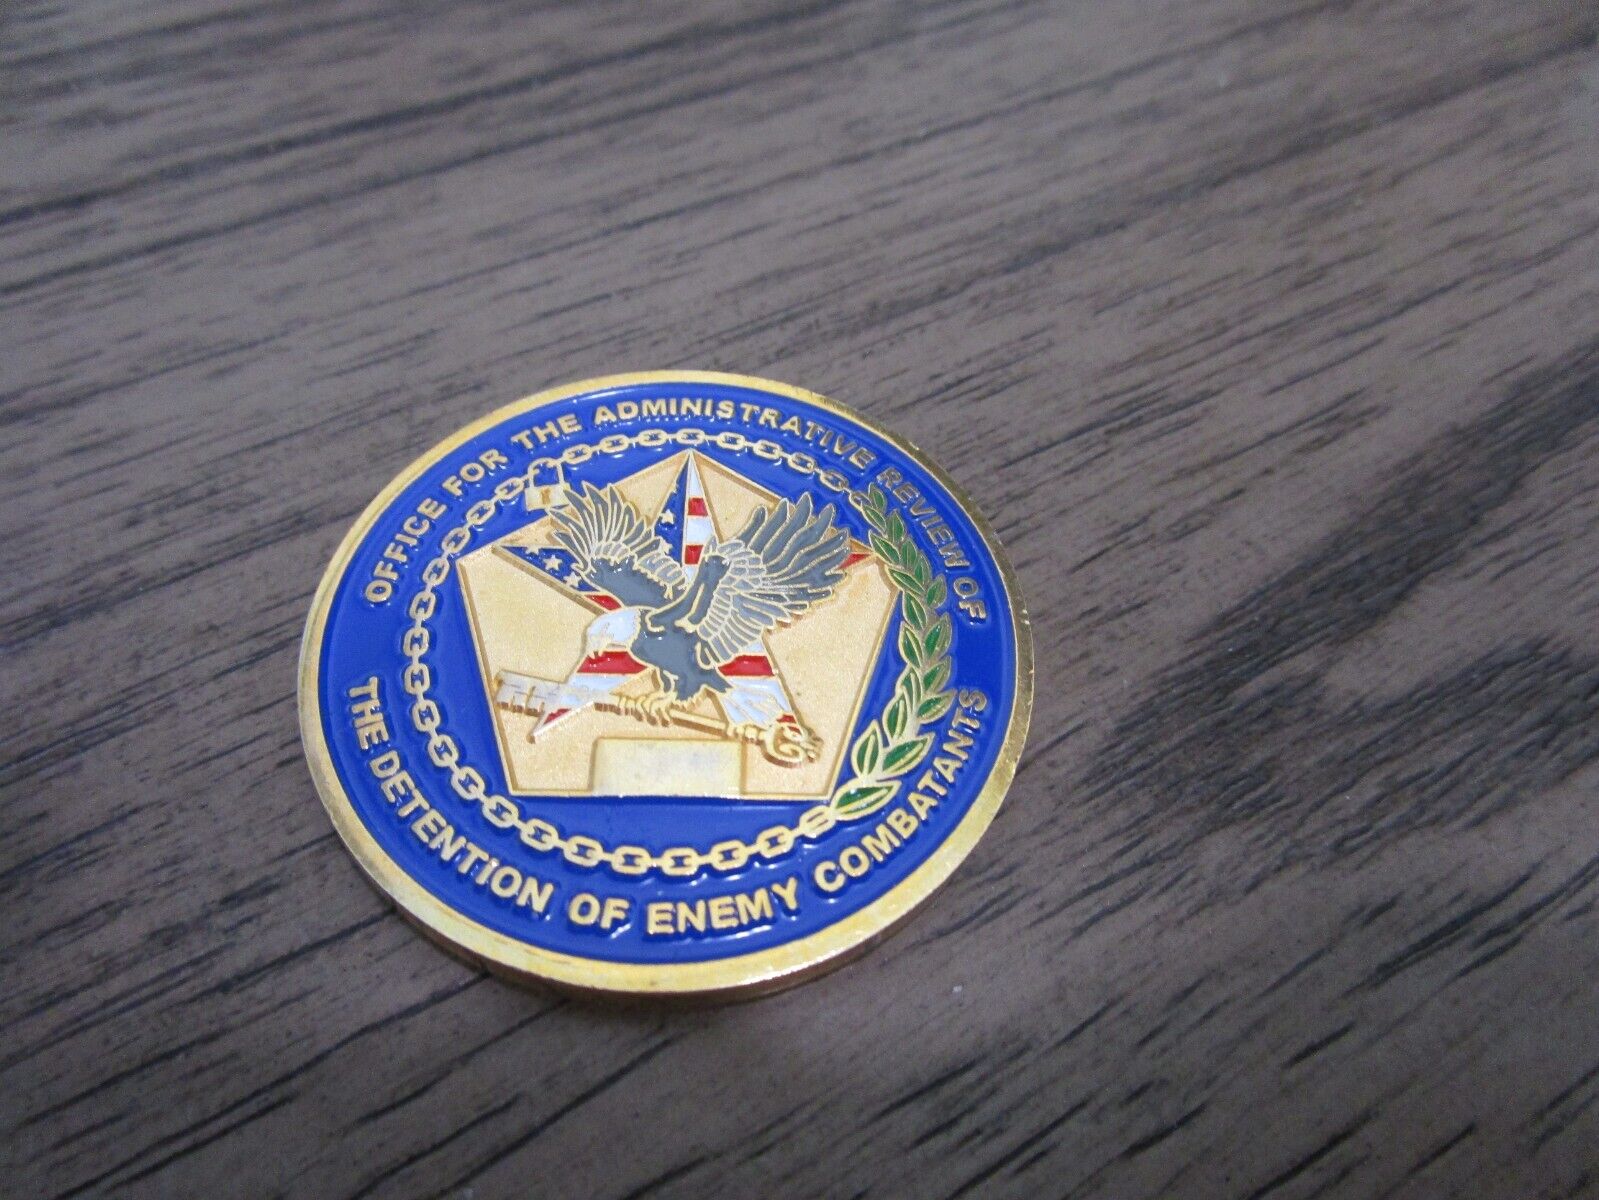 OFFICE FOR THE ADMINISTRATIVE REVIEW OF
THE DETENTION OF ENEMY COMBATANTS